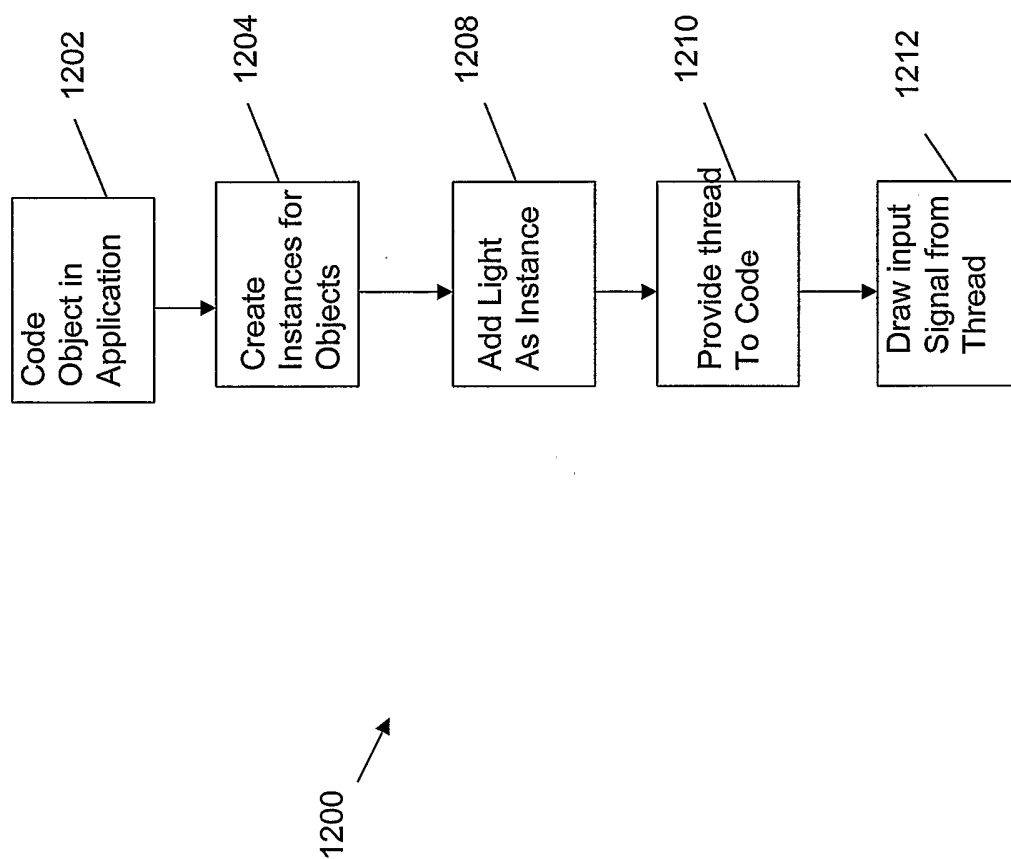 1200
Code
Object in
Application
1202
Create
Instances for
Objects
1204
Add Light
As Instance
1208
Provide thread
To Code
1210
Draw input
Signal from
Thread
1212